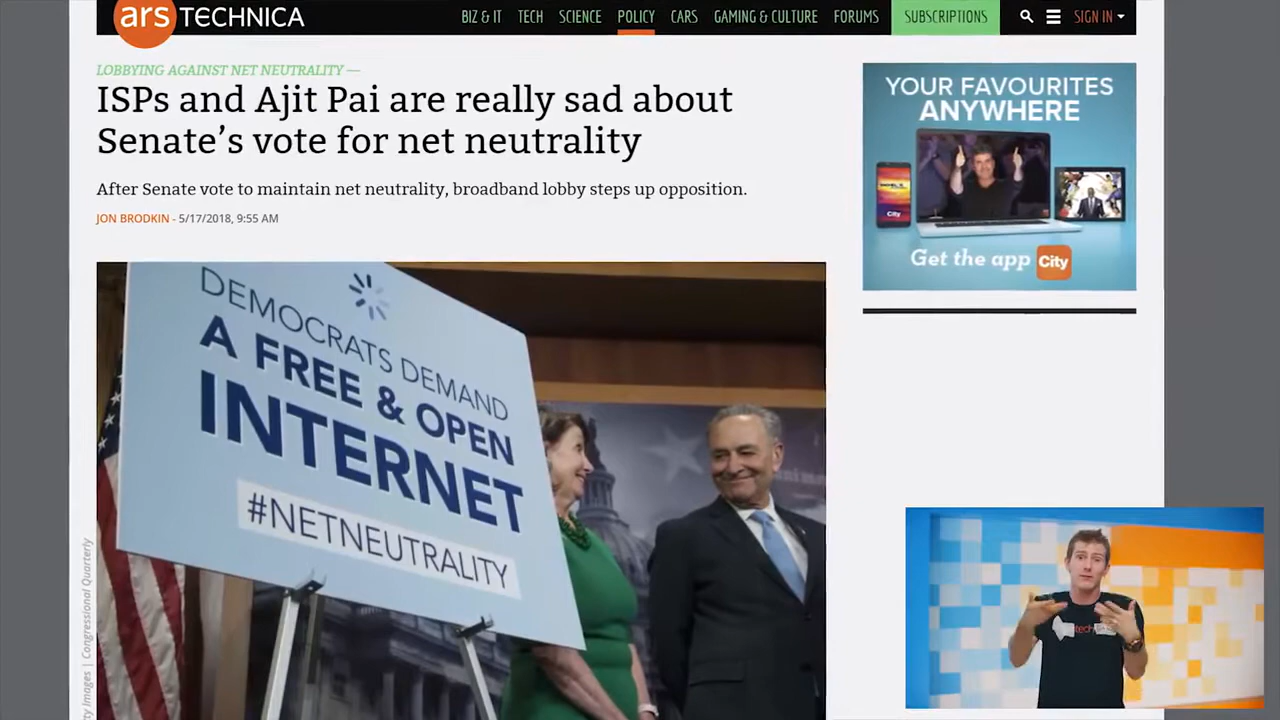 ars TECHNICA
BIZ & IT TECH SCIENCE POLICY CARS GAMING & CULTURE FORUMS SUBSCRIPTIONS SIGN IN
LOBBYING AGAINST NET NEUTRALITY —
ISPs and Ajit Pai are really sad about
Senate's vote for net neutrality
After Senate vote to maintain net neutrality, broadband lobby steps up opposition.
JON BRODKIN - 5/17/2018, 9:55 AM
YOUR FAVOURITES
ANYWHERE
City
Get the app City
DEMOCRATS DEMAND
A FREE & OPEN
INTERNET
#NETNEUTRALITY
Images | Congressional Quarterly